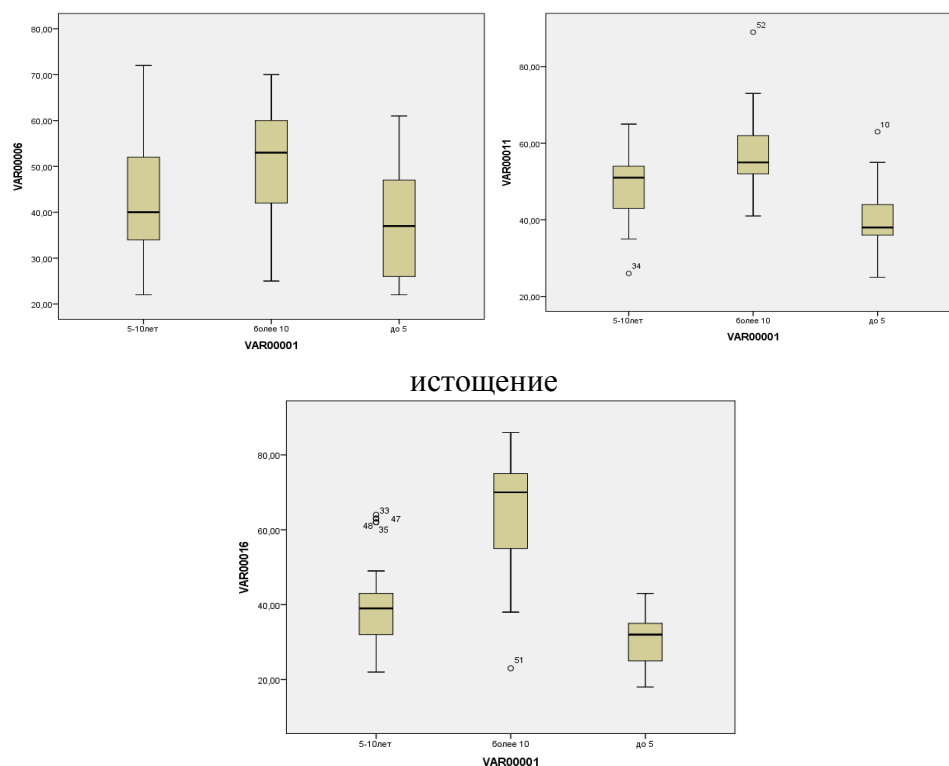 80,00
70,00
60,00
50,00
40,00
30,00
20,00
VAR00006
5-10лет
более 10
до 5
VAR00001
80,00
60,00
40,00
20,00
VAR00011
52
10
34
5-10лет
более 10
до 5
VAR00001
истощение
80,00
60,00
40,00
20,00
VAR00016
33
47
48
35
51
5-10лет
более 10
до 5
VAR00001